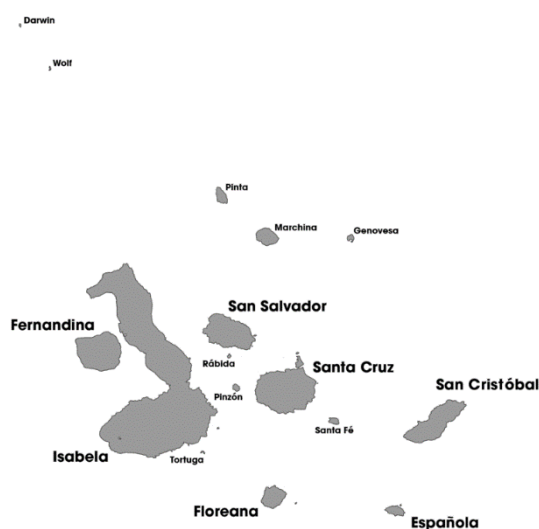 Darwin
Wolf
Pinta
Marchina
Genovesa
San Salvador
Fernandina
Rábida
Santa Cruz
San Cristóbal
Pinzón
Santa Fé
Isabela
Tortuga
Floreana
Española